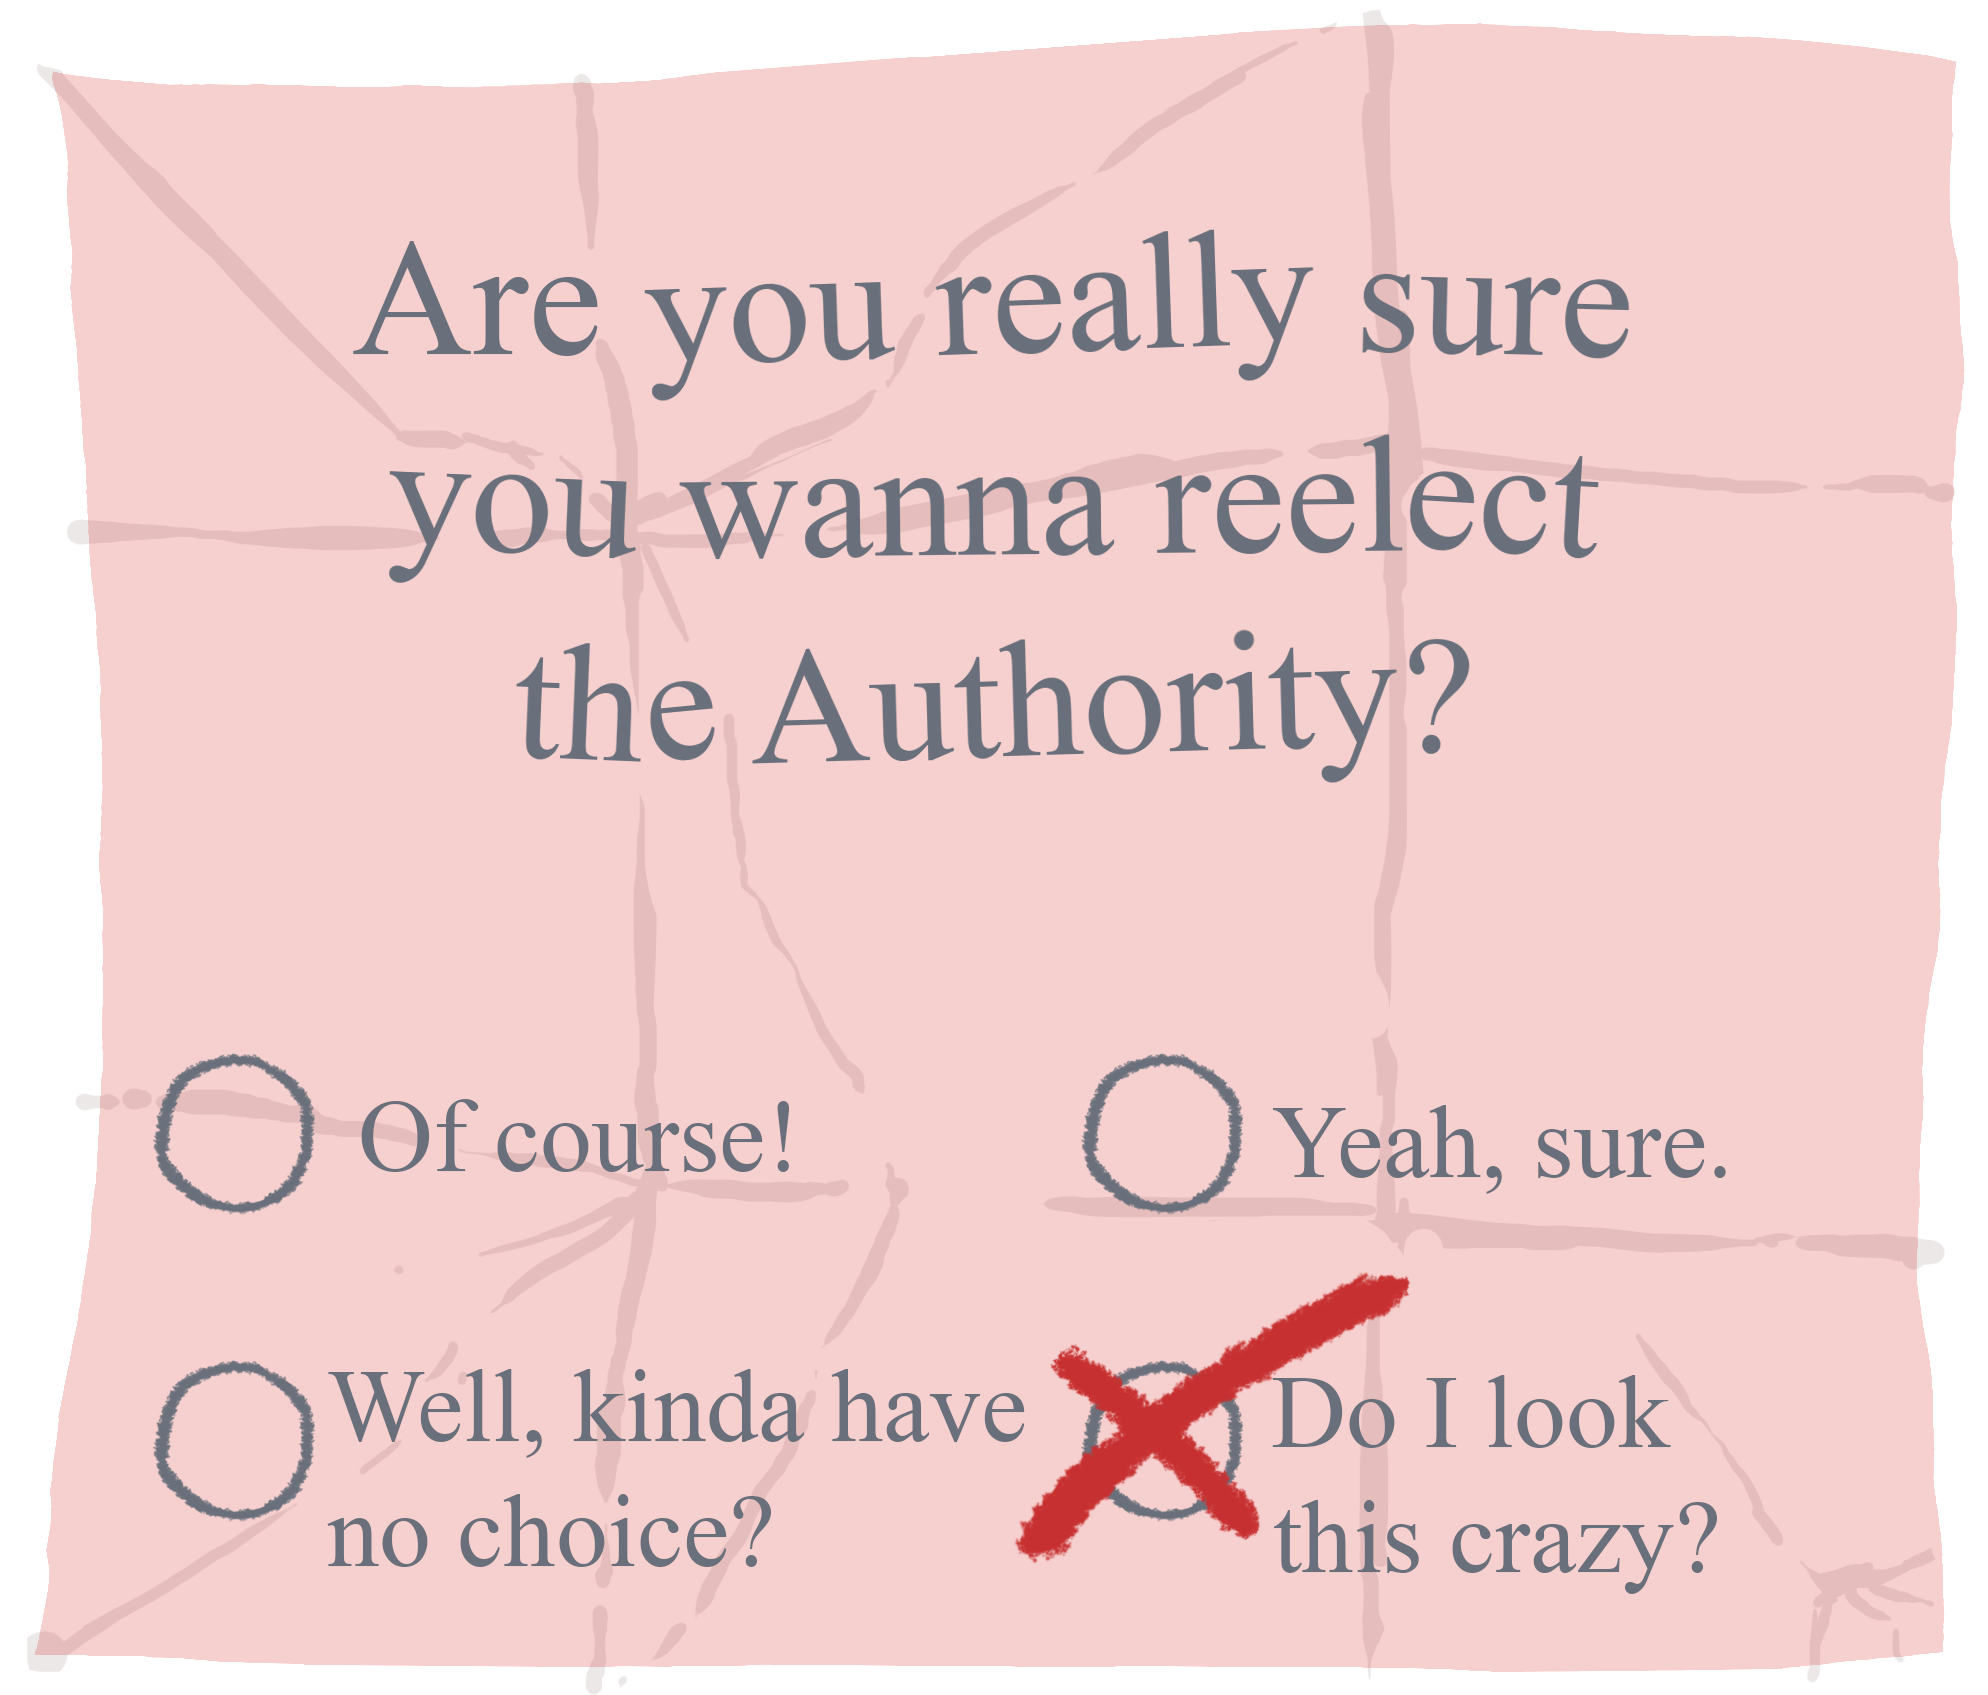 Are you really sure
you wanna reelect
the Authority?
Of course!
Yeah, sure.
Well, kinda have
no choice?
Do I look
this crazy?